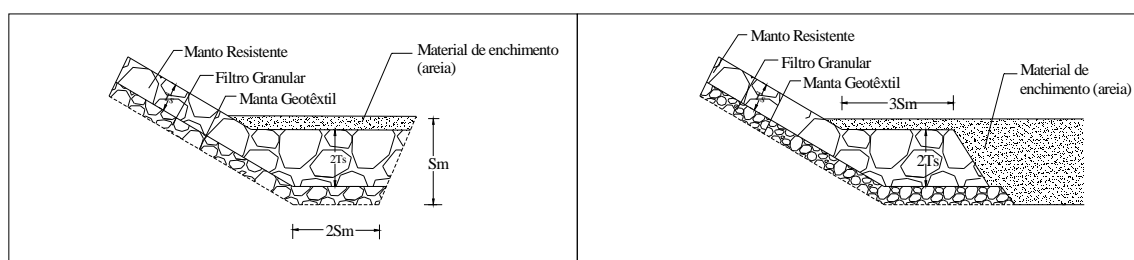 Manto Resistente
Filtro Granular
Manta Geotêxtil
Material de enchimento
(areia)
2Ts
Sm
2Sm
Manto Resistente
Filtro Granular
Manta Geotêxtil
Material de
enchimento (areia)
3Sm
2Ts